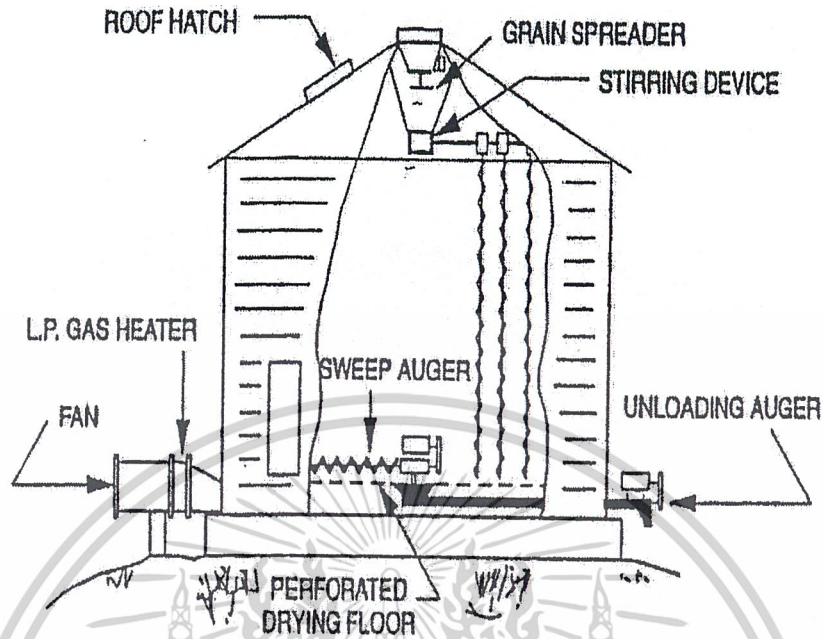 ROOF HATCH
GRAIN SPREADER
STIRRING DEVICE
L.P. GAS HEATER
SWEEP AUGER
FAN
UNLOADING AUGER
PERFORATED
DRYING FLOOR